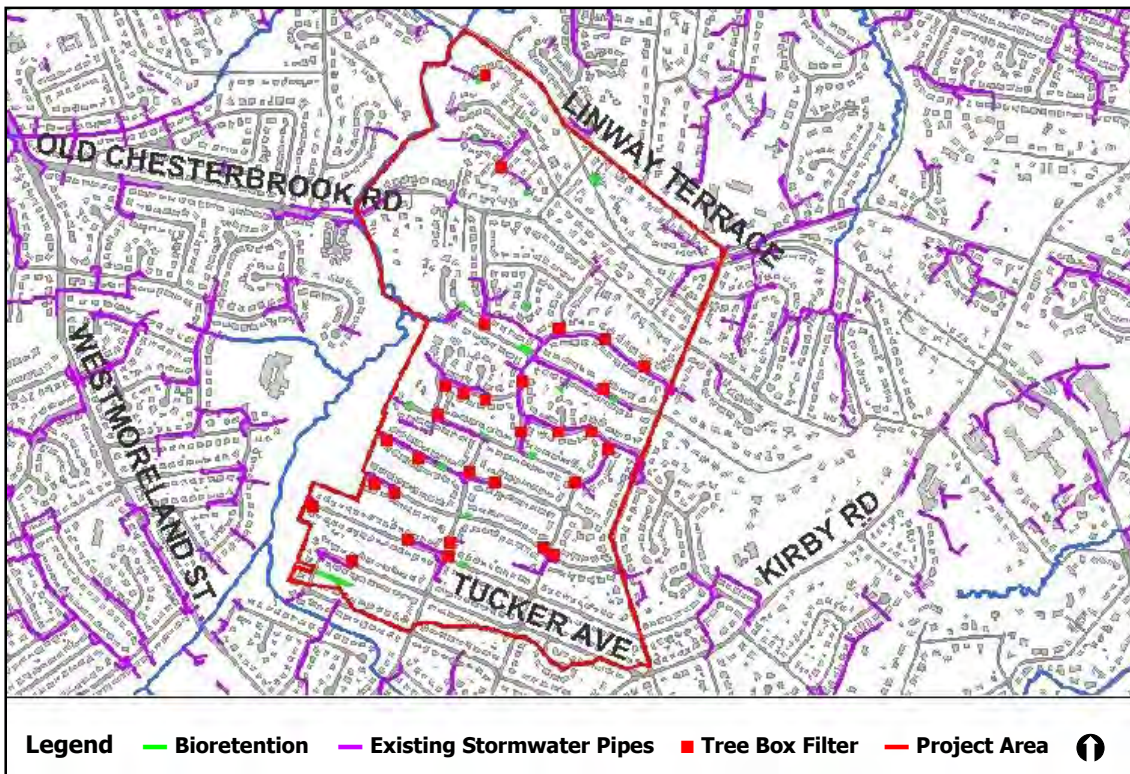 LINWAY TERRACE
OLD CHESTERBROOK RD
WESTMORELAND ST
KIRBY RD
TUCKER AVE
Legend Bioretention Existing Stormwater Pipes Tree Box Filter Project Area